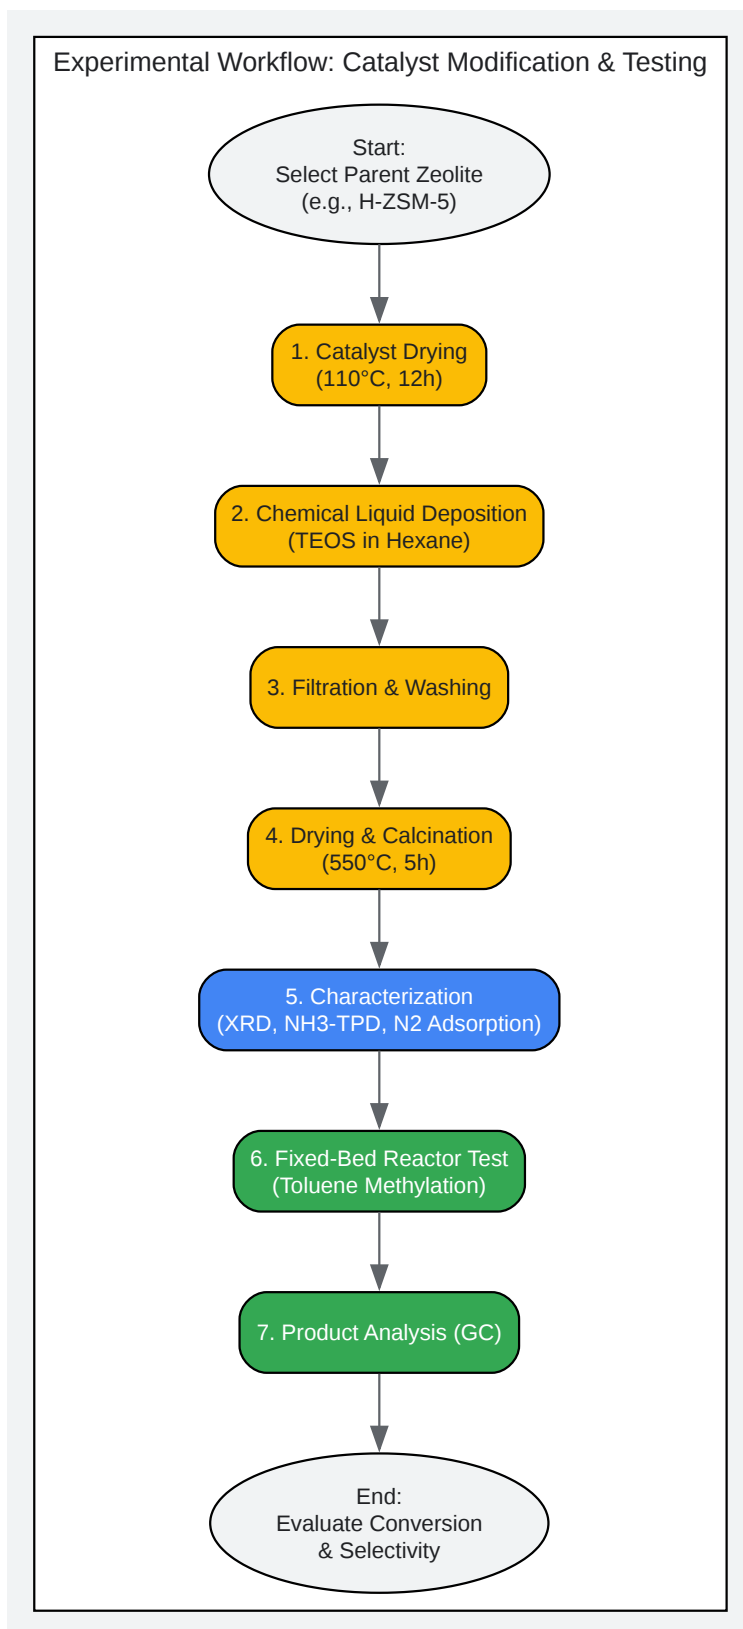 Experimental Workflow: Catalyst Modification & Testing
Start:
Select Parent Zeolite
(e.g., H-ZSM-5)
1. Catalyst Drying
(110°C, 12h)
2. Chemical Liquid Deposition
(TEOS in Hexane)
3. Filtration & Washing
4. Drying & Calcination
(550°C, 5h)
5. Characterization
(XRD, NH3-TPD, N2 Adsorption)
6. Fixed-Bed Reactor Test
(Toluene Methylation)
7. Product Analysis (GC)
End:
Evaluate Conversion
& Selectivity